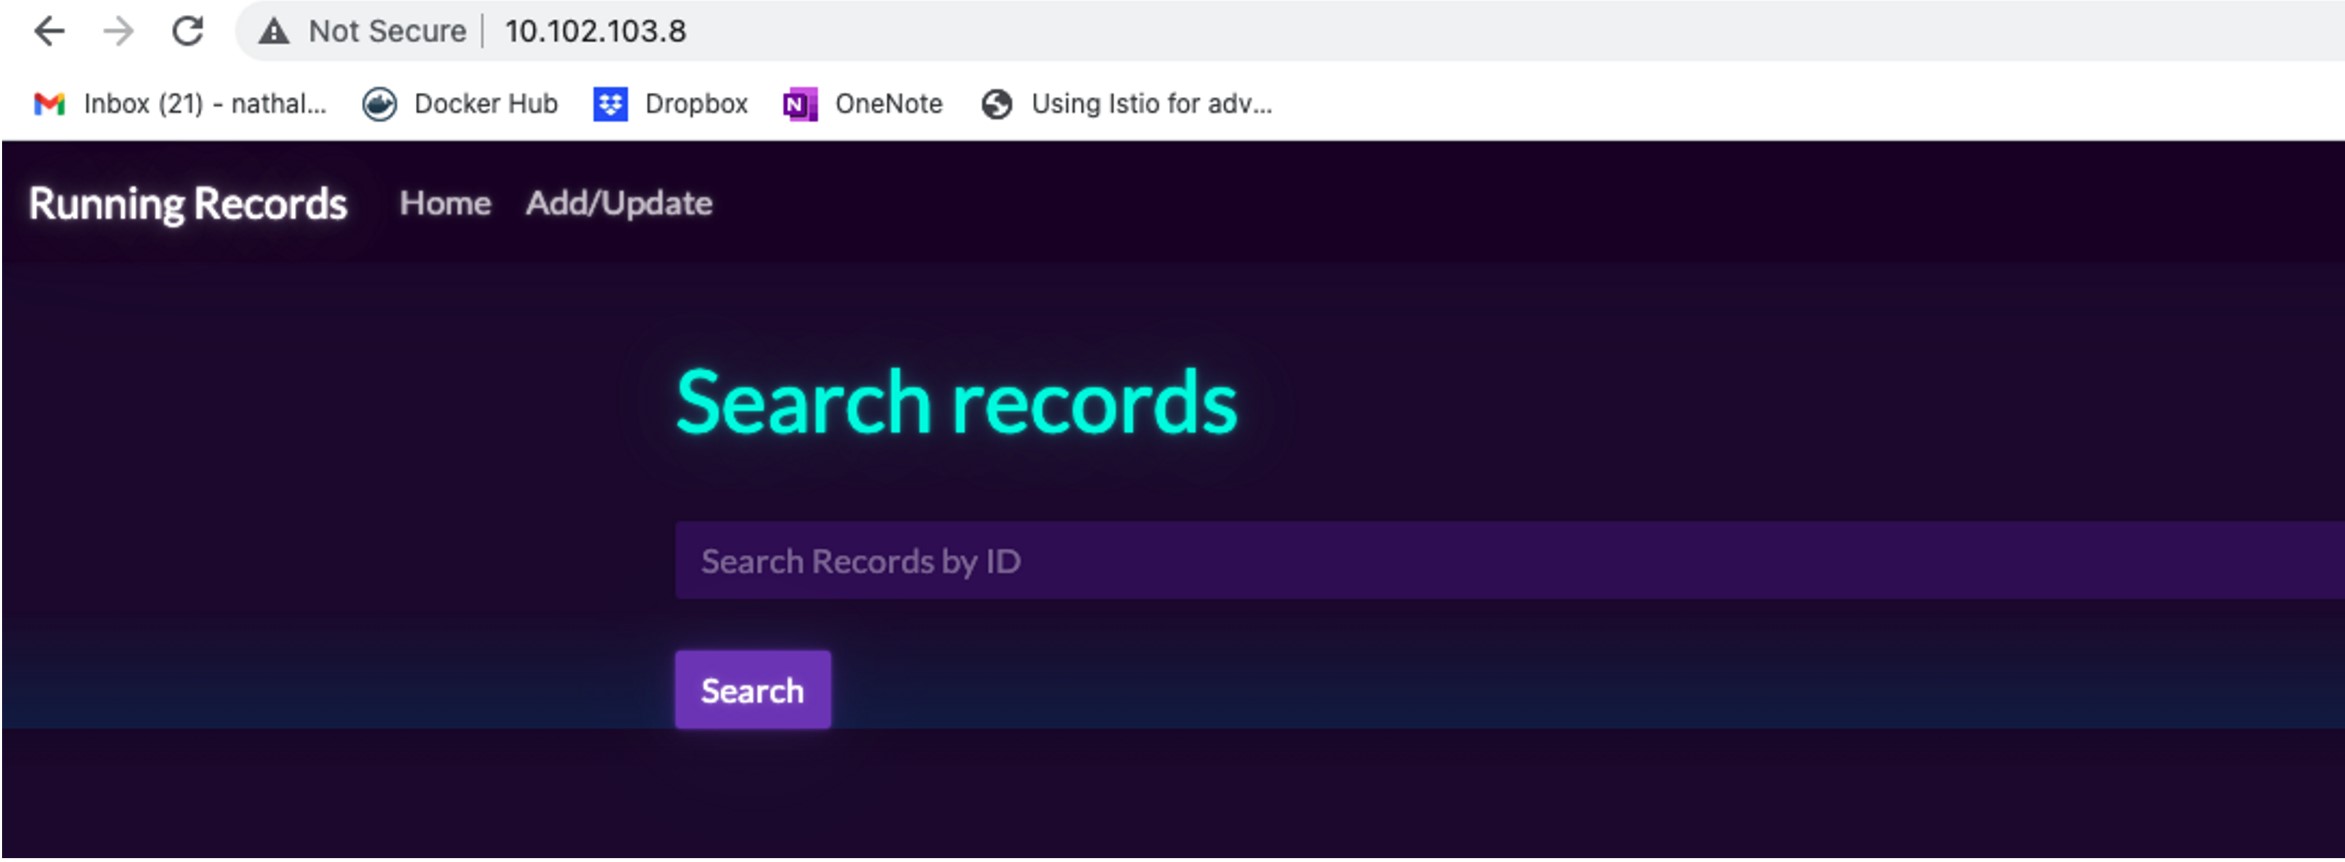 Not Secure 10.102.103.8
Inbox (21) - nathal... Docker Hub Dropbox OneNote Using Istio for adv...
Running Records Home Add/Update
Search records
Search Records by ID
Search